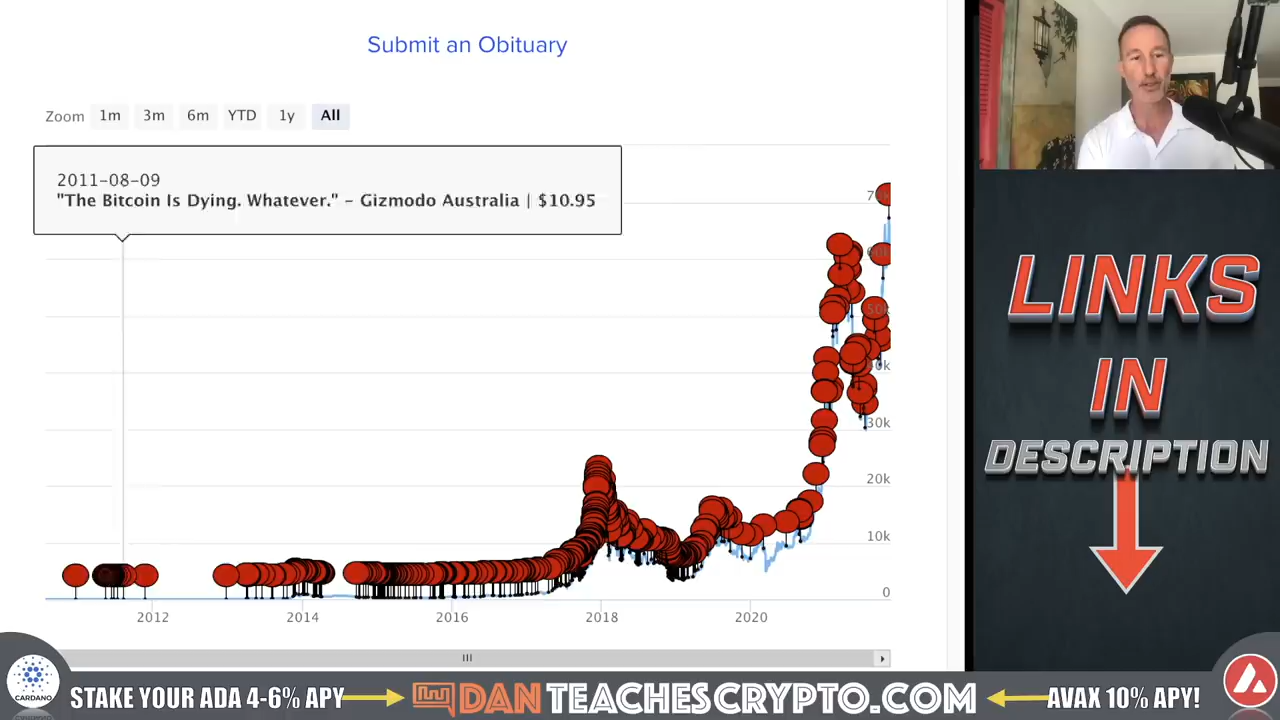 Submit an Obituary
Zoom 1m 3m 6m YTD 1y All
2011-08-09
"The Bitcoin Is Dying. Whatever." – Gizmodo Australia | $10.95
50k
30k
20k
10k
0
2012 2014 2016 2018 2020
LINKS
IN
DESCRIPTION
CARDANO
STAKE YOUR ADA 4-6% APY
DANTEACHESCRYPTO.COM
AVAX 10% APY!